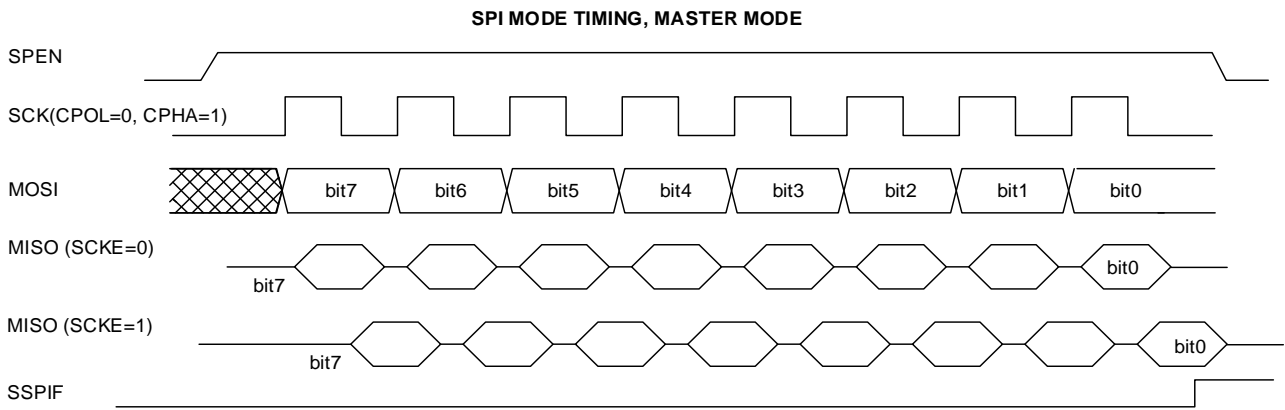 SPI MODE TIMING, MASTER MODE
SPEN
SCK(CPOL=0, CPHA=1)
MOSI
bit7 bit6 bit5 bit4 bit3 bit2 bit1 bit0
MISO (SCKE=0)
bit7 bit0
MISO (SCKE=1)
bit7 bit0
SSPIF